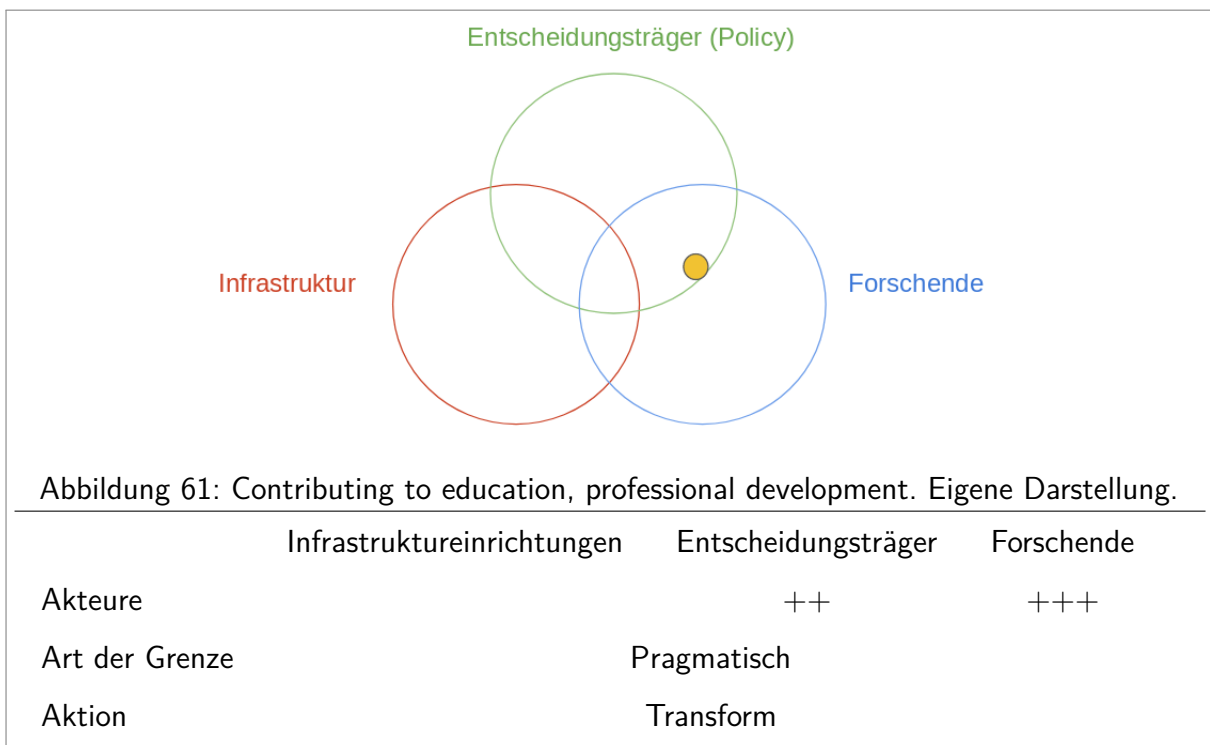 Entscheidungsträger (Policy)
Infrastruktur
Forschende
Abbildung 61: Contributing to education, professional development. Eigene Darstellung.
Infrastruktureinrichtungen Entscheidungsträger Forschende
Akteure ++ +++
Art der Grenze Pragmatisch
Aktion Transform